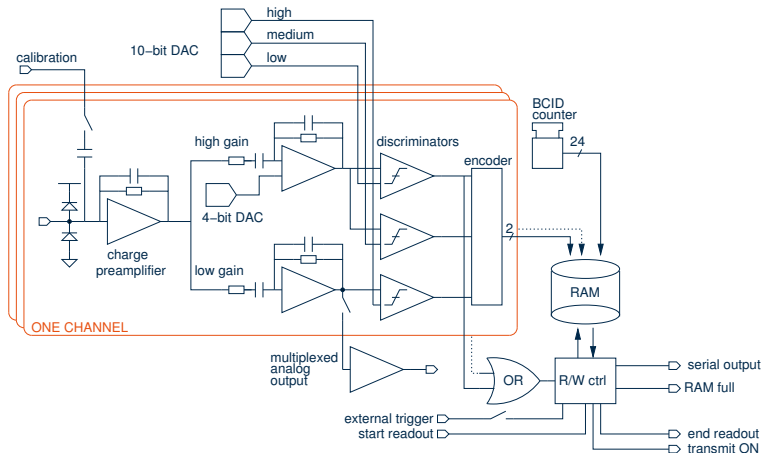 high
10−bit DAC
medium
low
calibration
BCID
counter
24
high gain
discriminators
encoder
4−bit DAC
2
charge
preamplifier
low gain
RAM
ONE CHANNEL
multiplexed
analog
output
OR
R/W ctrl
serial output
RAM full
external trigger
start readout
end readout
transmit ON